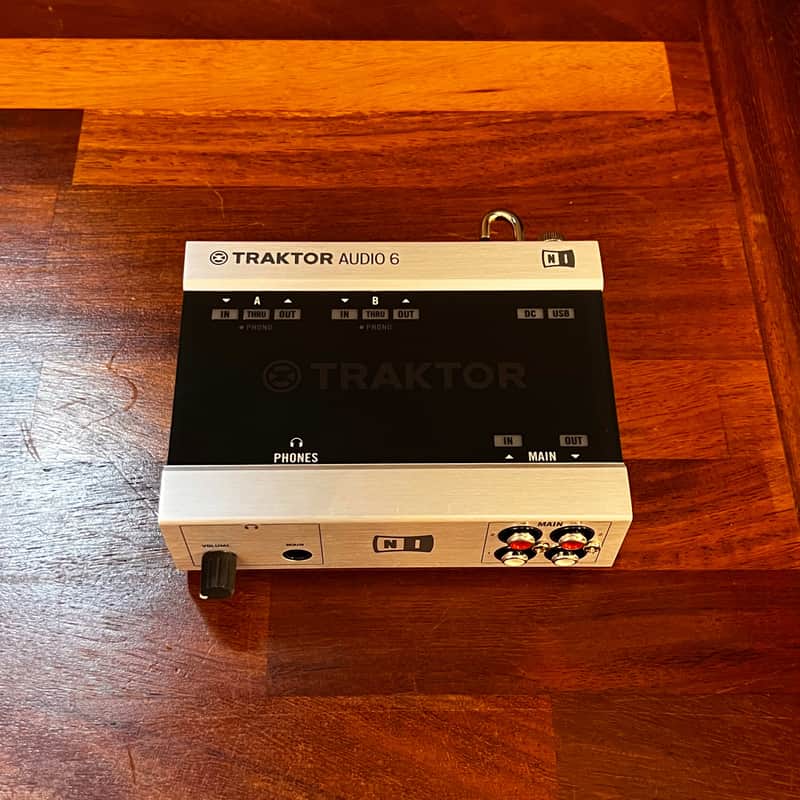 TRAKTOR AUDIO 6 NI
A B
IN THRU OUT IN THRU OUT DC USB
PHONO PHONO
TRAKTOR
IN OUT
PHONES MAIN
MAIN
VOLUME MAIN NI